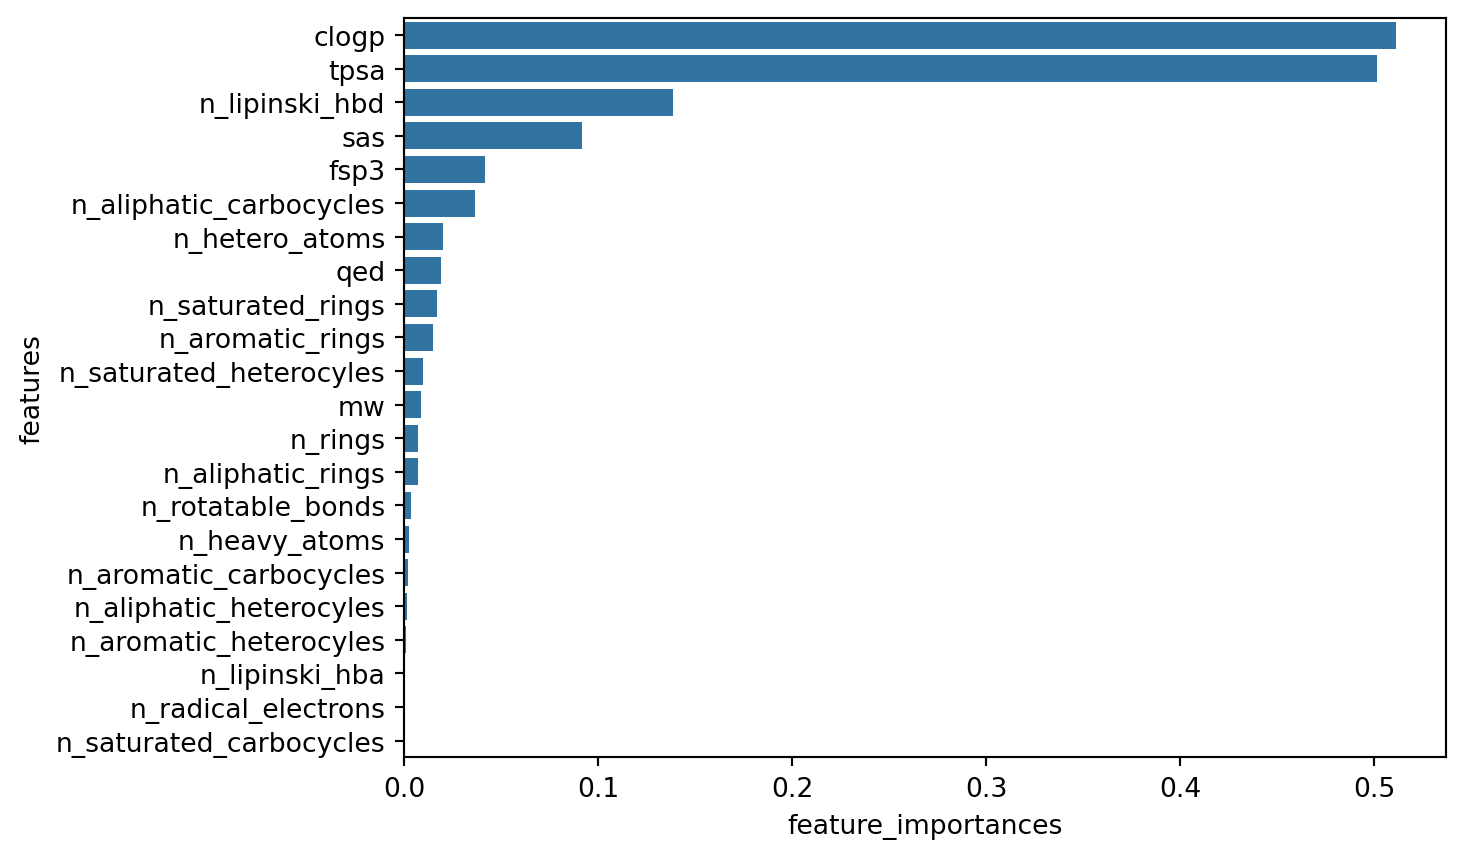 clogp
tpsa
n_lipinski_hbd
sas
fsp3
n_aliphatic_carbocycles
n_hetero_atoms
qed
n_saturated_rings
n_aromatic_rings
n_saturated_heterocyles
mw
n_rings
n_aliphatic_rings
n_rotatable_bonds
n_heavy_atoms
n_aromatic_carbocycles
n_aliphatic_heterocyles
n_aromatic_heterocyles
n_lipinski_hba
n_radical_electrons
n_saturated_carbocycles
features
0.0 0.1 0.2 0.3 0.4 0.5
feature_importances